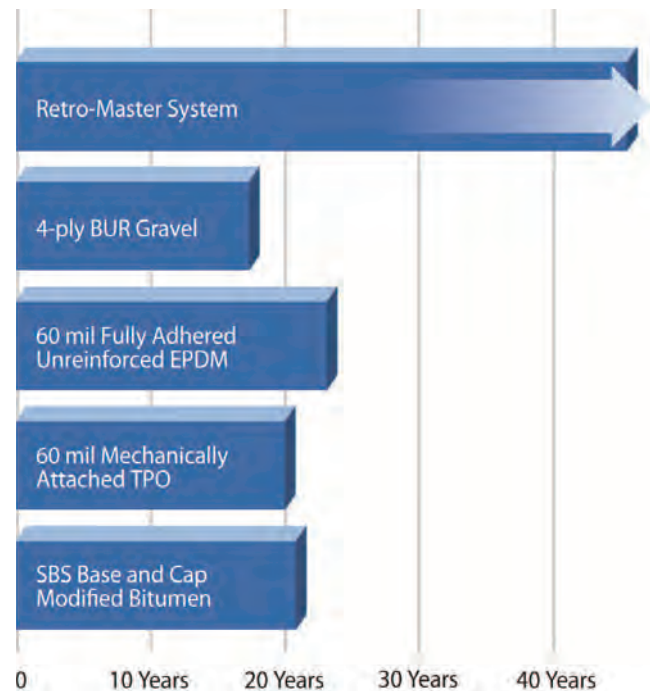 Retro-Master System
4-ply BUR Gravel
60 mil Fully Adhered
Unreinforced EPDM
60 mil Mechanically
Attached TPO
SBS Base and Cap
Modified Bitumen
0 10 Years 20 Years 30 Years 40 Years